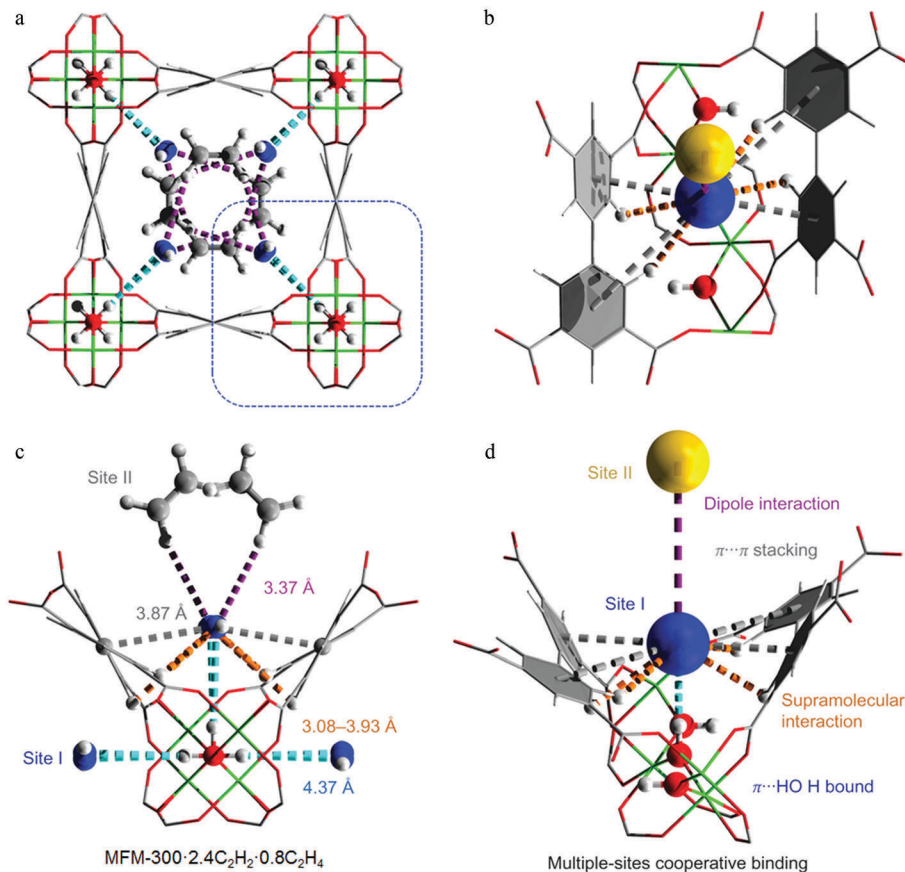 a
b
c
Site II
3.37 Å
3.87 Å
3.08–3.93 Å
Site I
4.37 Å
MFM-300·2.4C₂H₂·0.8C₂H₄
d
Site II
Dipole interaction
π···π stacking
Site I
Supramolecular
interaction
π···HO H bound
Multiple-sites cooperative binding